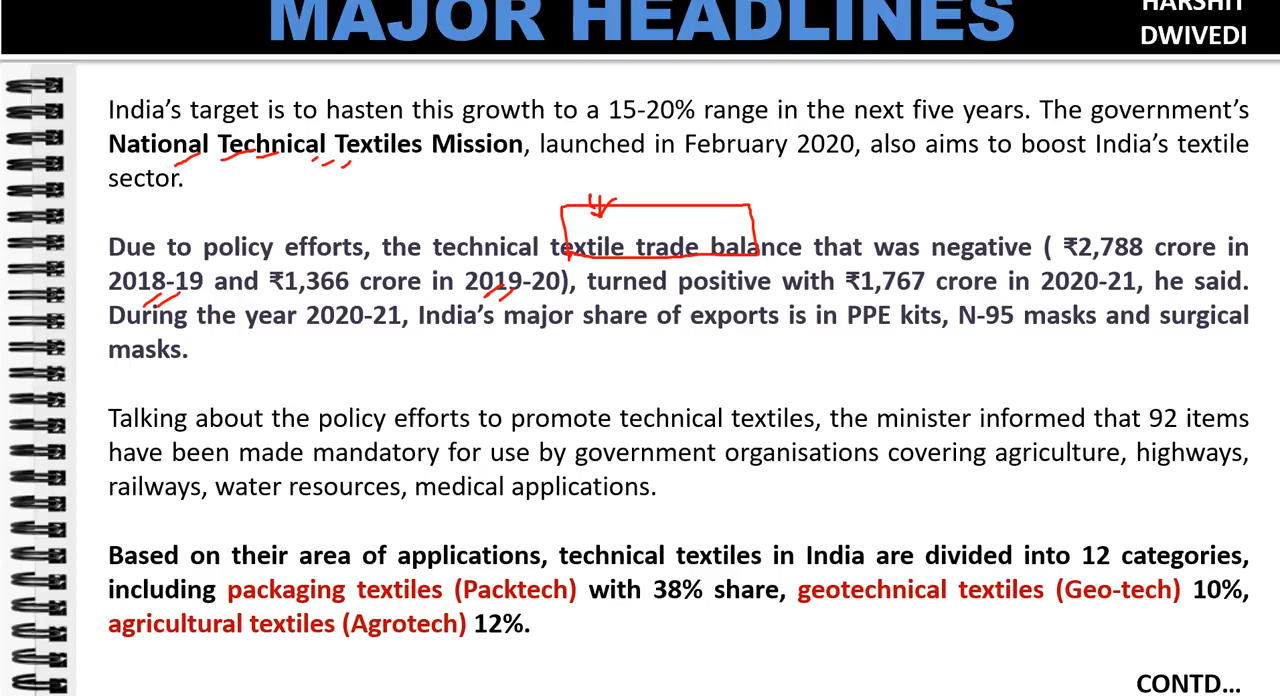 MAJOR HEADLINES
HARSHIT
DWIVEDI
India's target is to hasten this growth to a 15-20% range in the next five years. The government's
National Technical Textiles Mission, launched in February 2020, also aims to boost India's textile
sector.
Due to policy efforts, the technical textile trade balance that was negative ( ₹2,788 crore in
2018-19 and ₹1,366 crore in 2019-20), turned positive with ₹1,767 crore in 2020-21, he said.
During the year 2020-21, India's major share of exports is in PPE kits, N-95 masks and surgical
masks.
Talking about the policy efforts to promote technical textiles, the minister informed that 92 items
have been made mandatory for use by government organisations covering agriculture, highways,
railways, water resources, medical applications.
Based on their area of applications, technical textiles in India are divided into 12 categories,
including packaging textiles (Packtech) with 38% share, geotechnical textiles (Geo-tech) 10%,
agricultural textiles (Agrotech) 12%.
CONTD...